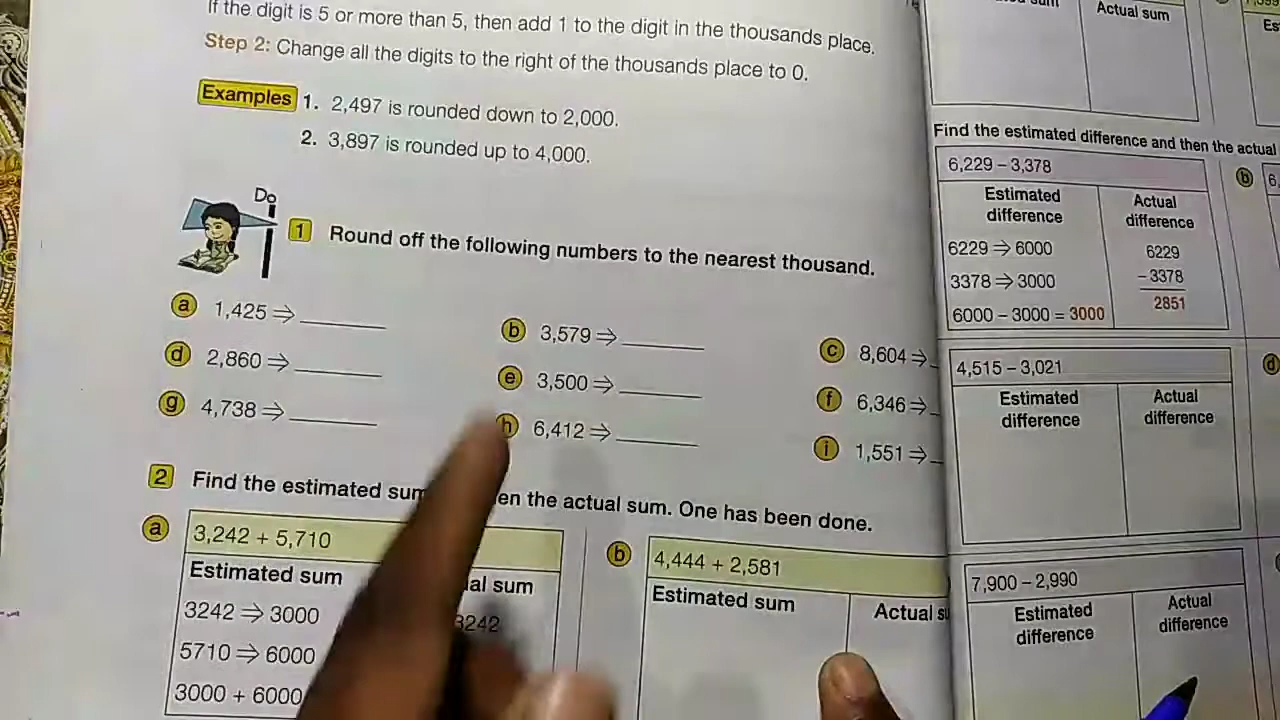 If the digit is 5 or more than 5, then add 1 to the digit in the thousands place.
Step 2: Change all the digits to the right of the thousands place to 0.
Examples 1. 2,497 is rounded down to 2,000.
2. 3,897 is rounded up to 4,000.
Do it
1 Round off the following numbers to the nearest thousand.
a 1,425 ⇒ ______ b 3,579 ⇒ ______ c 8,604 ⇒
d 2,860 ⇒ ______ e 3,500 ⇒ ______ f 6,346 ⇒
g 4,738 ⇒ ______ h 6,412 ⇒ ______ i 1,551 ⇒
2 Find the estimated sum the actual sum. One has been done.
a 3,242 + 5,710
Estimated sum sum
3242 ⇒ 3000 3242
5710 ⇒ 6000
3000 + 6000
b 4,444 + 2,581
Estimated sum Actual
Actual sum
Find the estimated difference and then the actual
6,229 – 3,378
Estimated difference
Actual difference
6229 ⇒ 6000 6229
3378 ⇒ 3000 – 3378
6000 – 3000 = 3000 2851
b
4,515 – 3,021
Estimated difference
Actual difference
d
7,900 – 2,990
Estimated difference
Actual difference